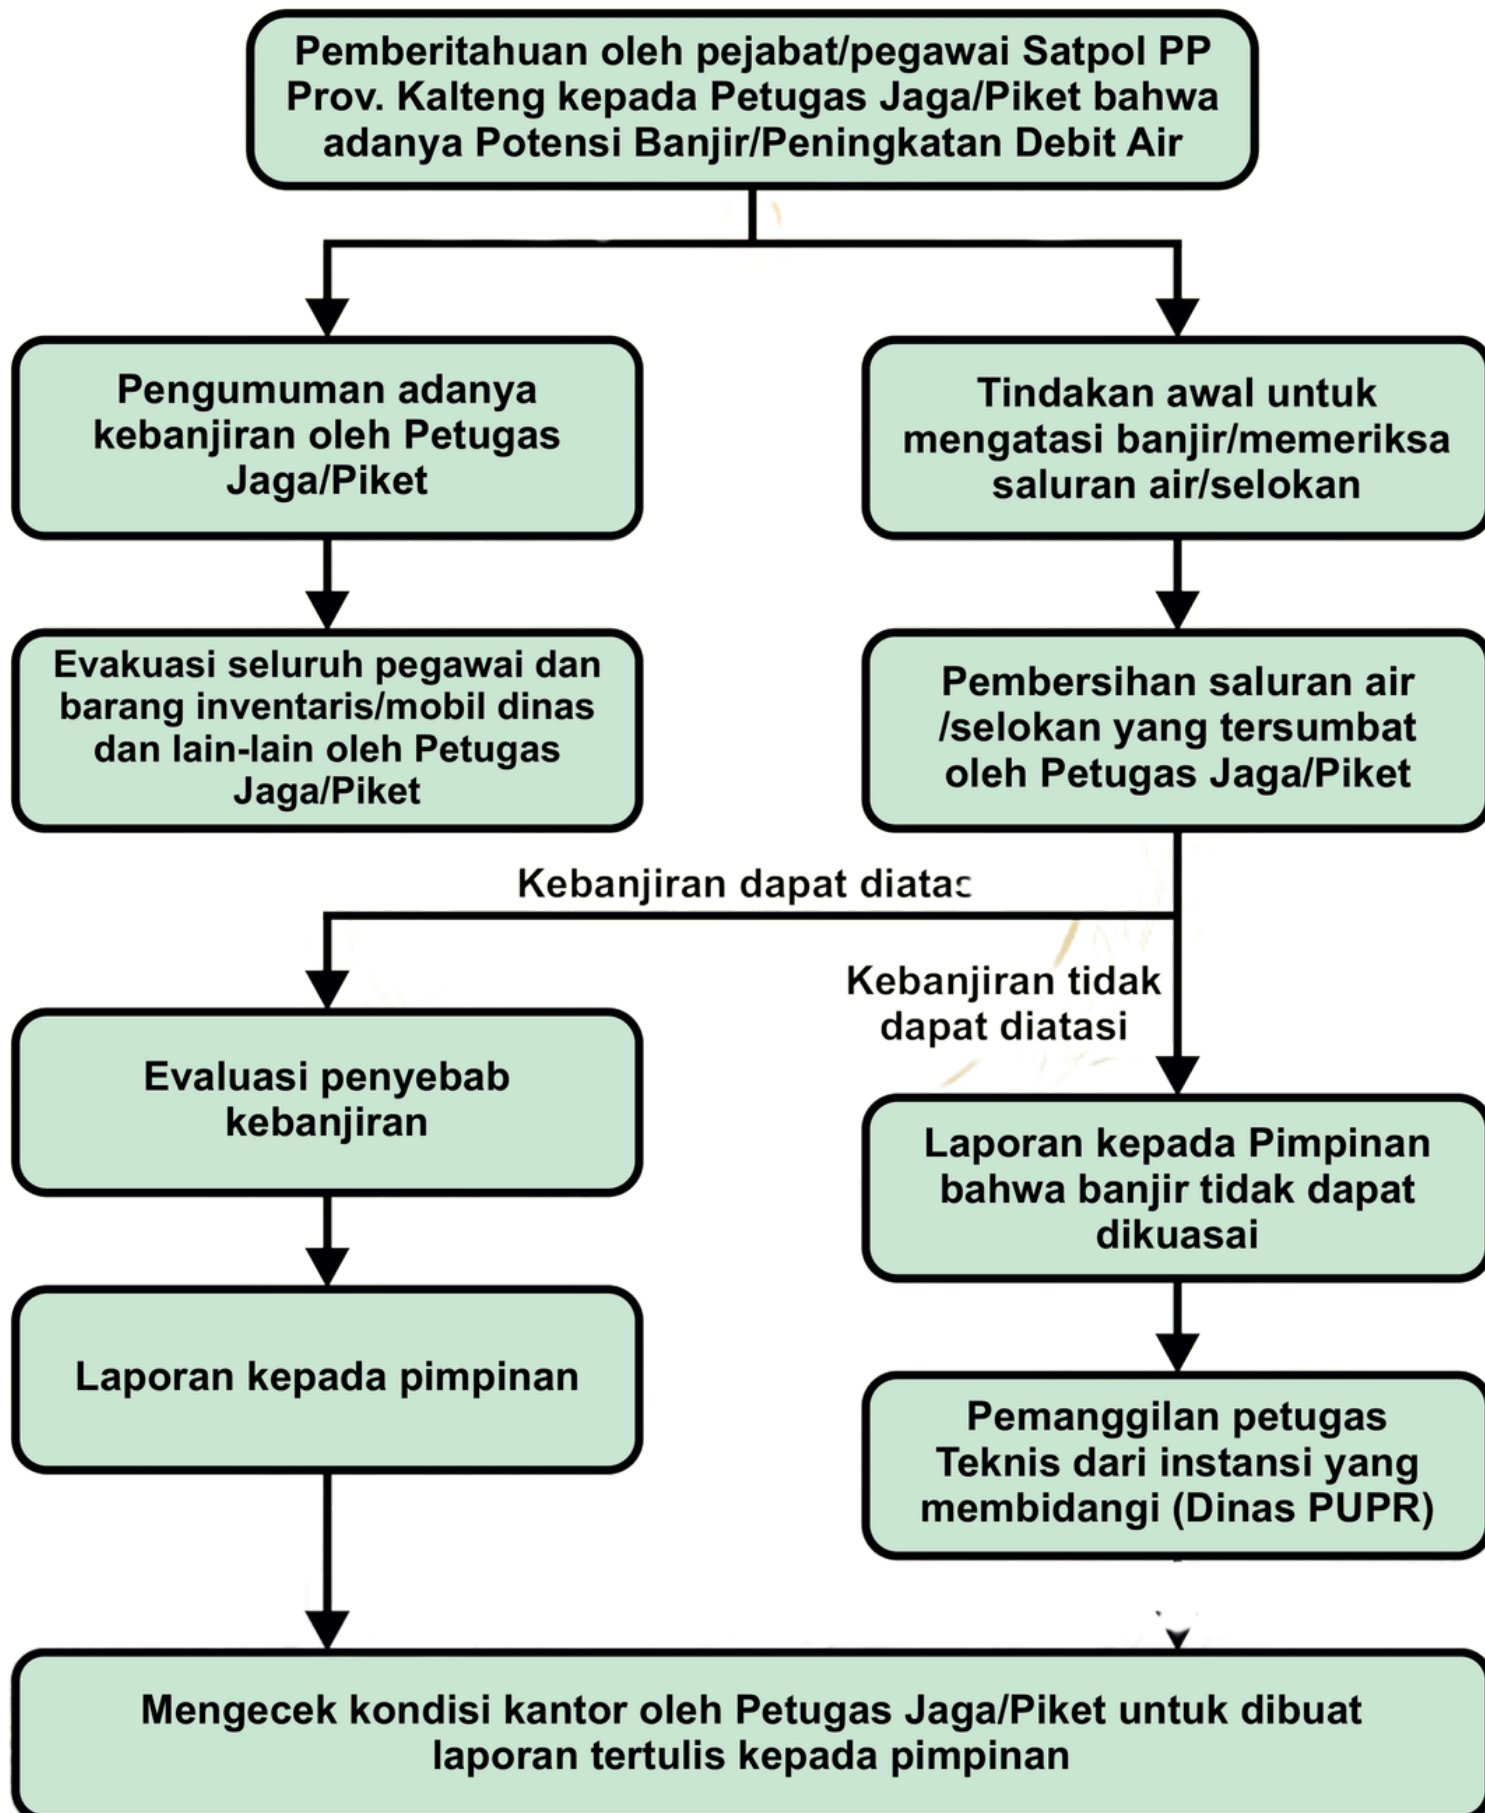 Pemberitahuan oleh pejabat/pegawai Satpol PP
Prov. Kalteng kepada Petugas Jaga/Piket bahwa
adanya Potensi Banjir/Peningkatan Debit Air
Pengumuman adanya
kebanjiran oleh Petugas
Jaga/Piket
Tindakan awal untuk
mengatasi banjir/memeriksa
saluran air/selokan
Evakuasi seluruh pegawai dan
barang inventaris/mobil dinas
dan lain-lain oleh Petugas
Jaga/Piket
Pembersihan saluran air
/selokan yang tersumbat
oleh Petugas Jaga/Piket
Kebanjiran dapat
Kebanjiran tidak
dapat diatasi
Evaluasi penyebab
kebanjiran
Laporan kepada Pimpinan
bahwa banjir tidak dapat
dikuasai
Laporan kepada pimpinan
Pemanggilan petugas
Teknis dari instansi yang
membidangi (Dinas PUPR)
Mengecek kondisi kantor oleh Petugas Jaga/Piket untuk dibuat
laporan tertulis kepada pimpinan